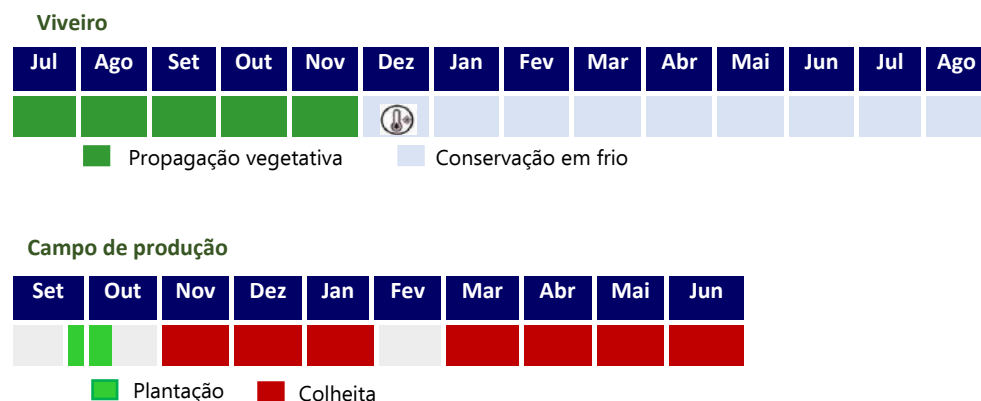 Viveiro
Jul Ago Set Out Nov Dez Jan Fev Mar Abr Mai Jun Jul Ago
Propagação vegetativa Conservação em frio
Campo de produção
Set Out Nov Dez Jan Fev Mar Abr Mai Jun
Plantação Colheita